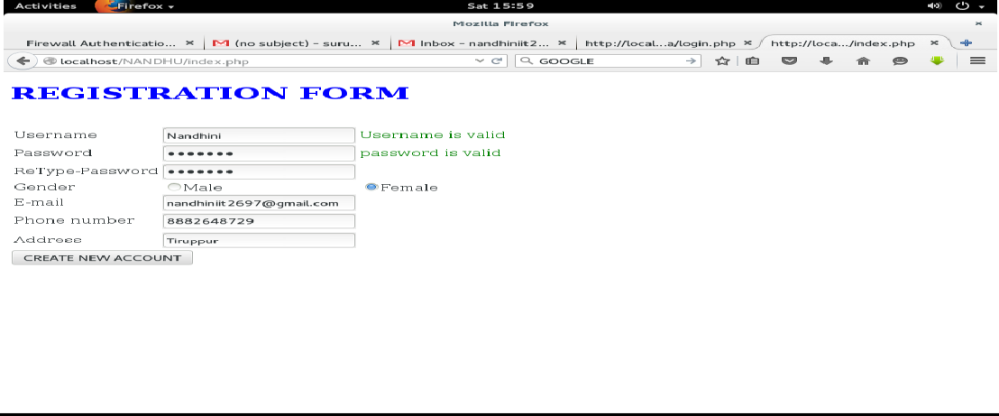 Activities Firefox Sat 15:59
Mozilla Firefox
Firewall Authenticatio... (no subject) – suru... Inbox – nandhiniit2... http://local...a/login.php http://loca.../index.php
localhost/NANDHU/index.php GOOGLE
REGISTRATION FORM
Username Nandhini Username is valid
Password ●●●●●●● password is valid
ReType-Password ●●●●●●●
Gender Male Female
E-mail nandhiniit2697@gmail.com
Phone number 8882648729
Address Tiruppur
CREATE NEW ACCOUNT